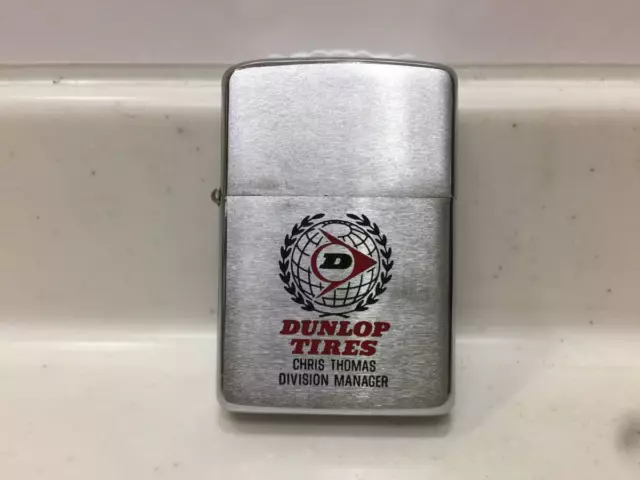 D
DUNLOP
TIRES
CHRIS THOMAS
DIVISION MANAGER